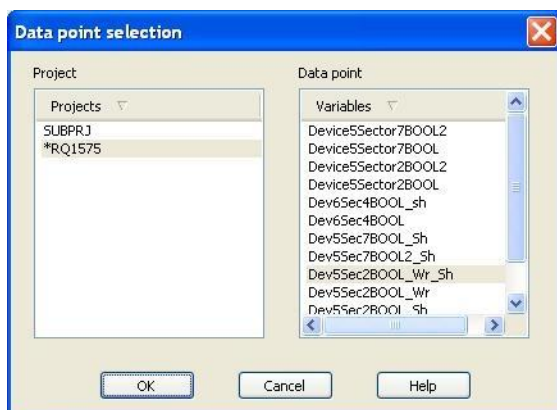 Data point selection
Project
Data point
Projects
SUBPRJ
*RQ1575
Variables
Device5Sector7BOOL2
Device5Sector7BOOL
Device5Sector2BOOL2
Device5Sector2BOOL
Dev6Sec4BOOL_sh
Dev6Sec4BOOL
Dev5Sec7BOOL_Sh
Dev5Sec7BOOL2_Sh
Dev5Sec2BOOL_Wr_Sh
Dev5Sec2BOOL_Wr
Dev5Sec2BOOL_Sh
OK
Cancel
Help